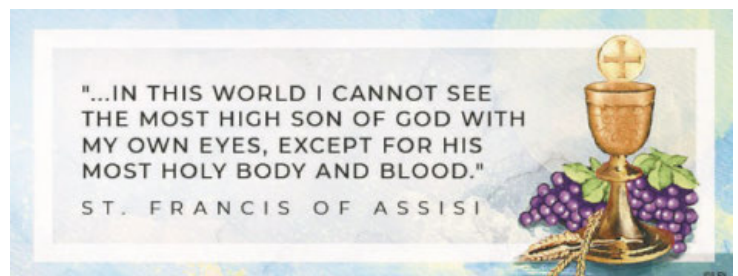 "...IN THIS WORLD I CANNOT SEE
THE MOST HIGH SON OF GOD WITH
MY OWN EYES, EXCEPT FOR HIS
MOST HOLY BODY AND BLOOD."
ST. FRANCIS OF ASSISI